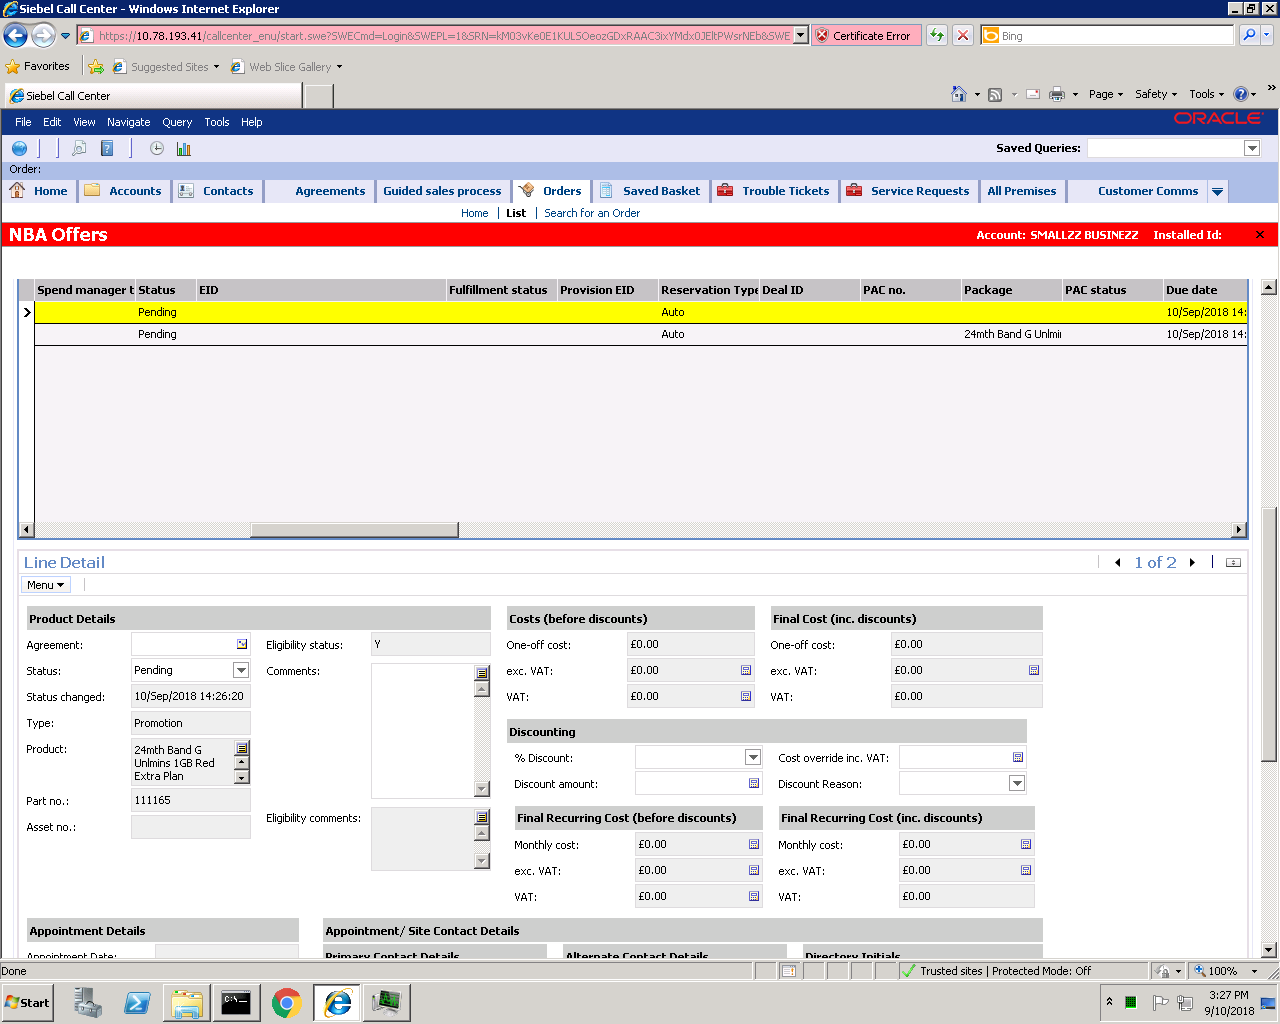 Siebel Call Center - Windows Internet Explorer
https://10.78.193.41/callcenter_enu/start.swe?SWECmd=Login&SWEPL=1&SRN= Certificate Error Bing
Favorites Suggested Sites Web Slice Gallery
Siebel Call Center Page Safety Tools
File Edit View Navigate Query Tools Help ORACLE
Saved Queries:
Order:
Home Accounts Contacts Agreements Guided sales process Orders Saved Basket Trouble Tickets Service Requests All Premises Customer Comms
Home List Search for an Order
NBA Offers Account: SMALLZZ BUSINEZZ Installed Id:
Spend manager t Status EID Fulfillment status Provision EID Reservation Type Deal ID PAC no. Package PAC status Due date
Pending Auto 10/Sep/2018 14:
Pending Auto 24mth Band G Unlmi 10/Sep/2018 14:
Line Detail 1 of 2
Menu
Product Details Costs (before discounts) Final Cost (inc. discounts)
Agreement: Eligibility status: Y One-off cost: £0.00 One-off cost: £0.00
Status: Pending Comments: exc. VAT: £0.00 exc. VAT: £0.00
Status changed: 10/Sep/2018 14:26:20 VAT: £0.00 VAT: £0.00
Type: Promotion
Discounting
Product: 24mth Band G
Unlmins 1GB Red
Extra Plan
% Discount: Cost override inc. VAT:
Discount amount: Discount Reason:
Part no.: 111165
Asset no.: Eligibility comments:
Final Recurring Cost (before discounts) Final Recurring Cost (inc. discounts)
Monthly cost: £0.00 Monthly cost: £0.00
exc. VAT: £0.00 exc. VAT: £0.00
VAT: £0.00 VAT: £0.00
Appointment Details Appointment/ Site Contact Details
Appointment Date: Primary Contact Details Alternate Contact Details Directory Initials
Done Trusted sites | Protected Mode: Off 100%
Start C:\. 3:27 PM
9/10/2018